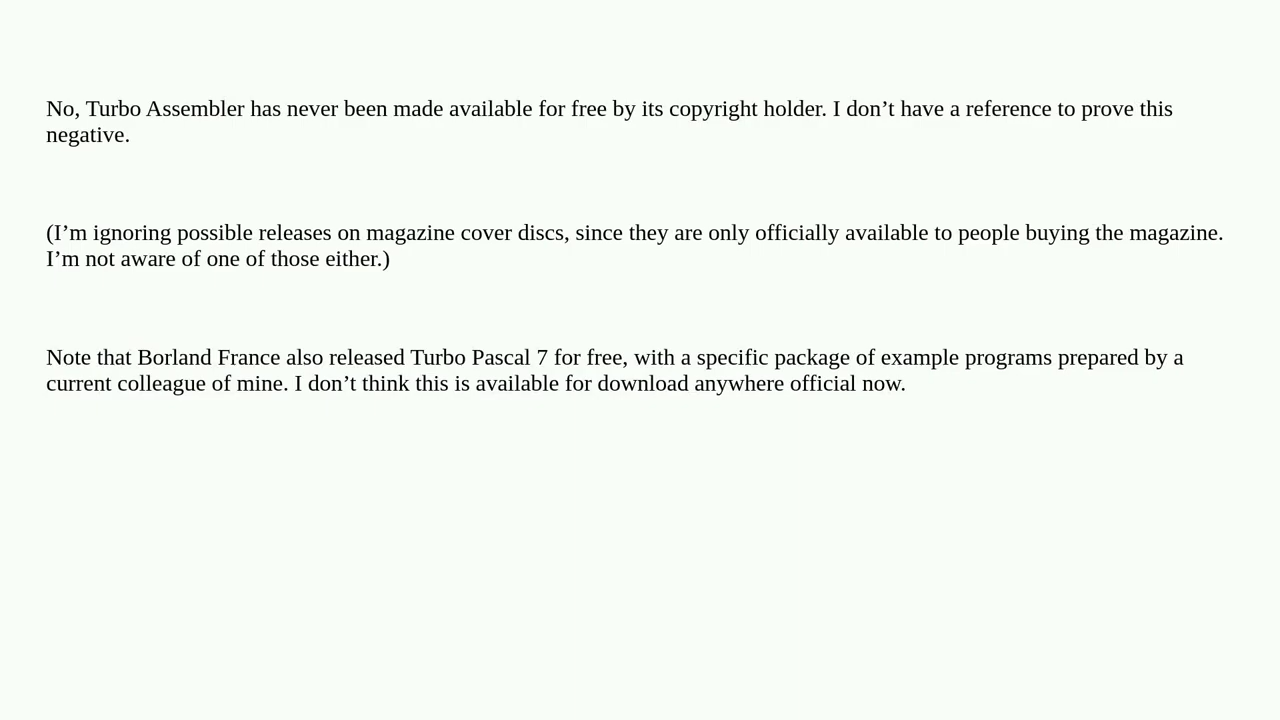 No, Turbo Assembler has never been made available for free by its copyright holder. I don’t have a reference to prove this
negative.
(I’m ignoring possible releases on magazine cover discs, since they are only officially available to people buying the magazine.
I’m not aware of one of those either.)
Note that Borland France also released Turbo Pascal 7 for free, with a specific package of example programs prepared by a
current colleague of mine. I don’t think this is available for download anywhere official now.